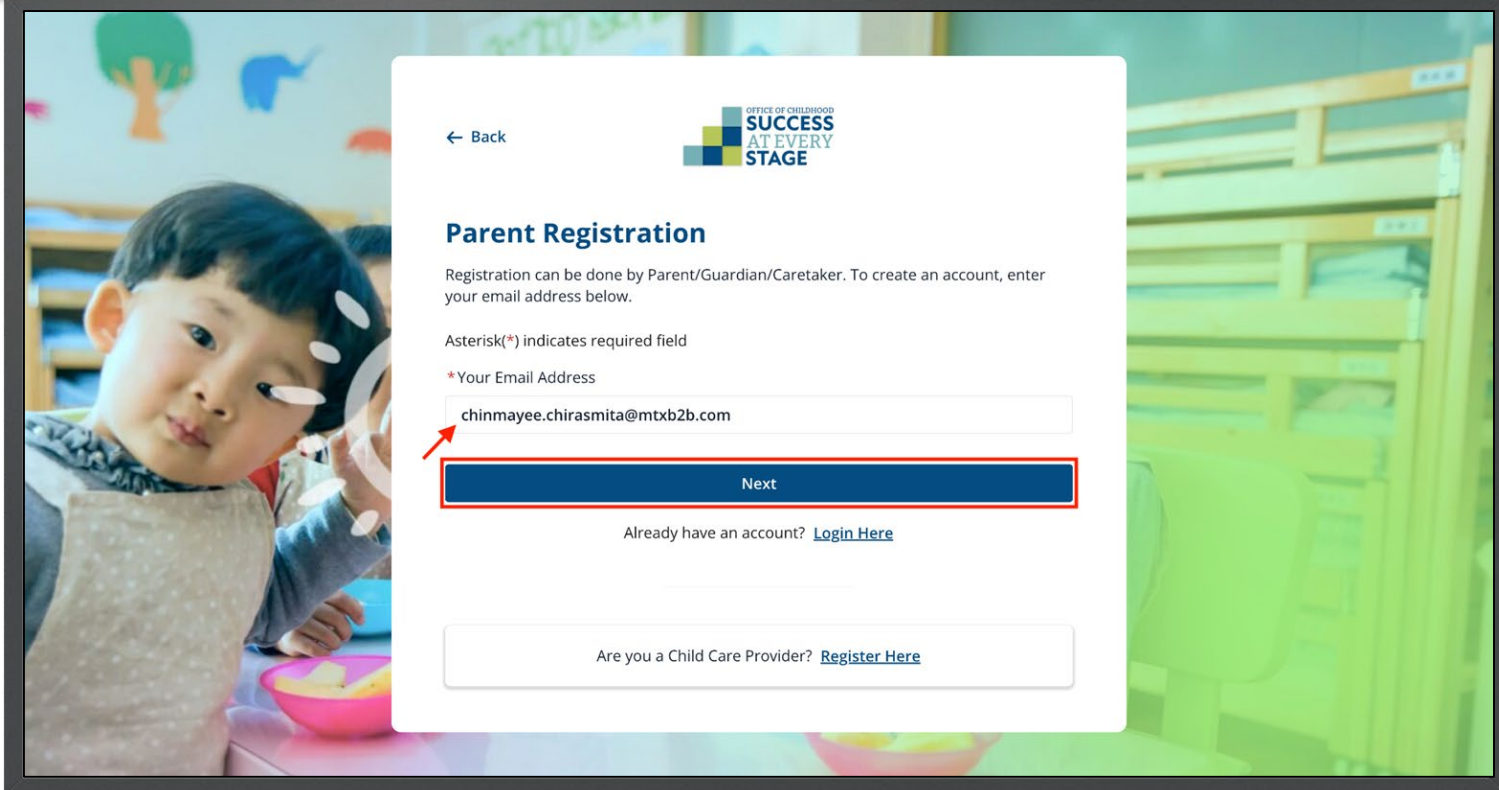 ← Back
OFFICE OF CHILDHOOD
SUCCESS
AT EVERY
STAGE
Parent Registration
Registration can be done by Parent/Guardian/Caretaker. To create an account, enter
your email address below.
Asterisk(*) indicates required field
*Your Email Address
chinmayee.chirasmita@mtxb2b.com
Next
Already have an account? Login Here
Are you a Child Care Provider? Register Here